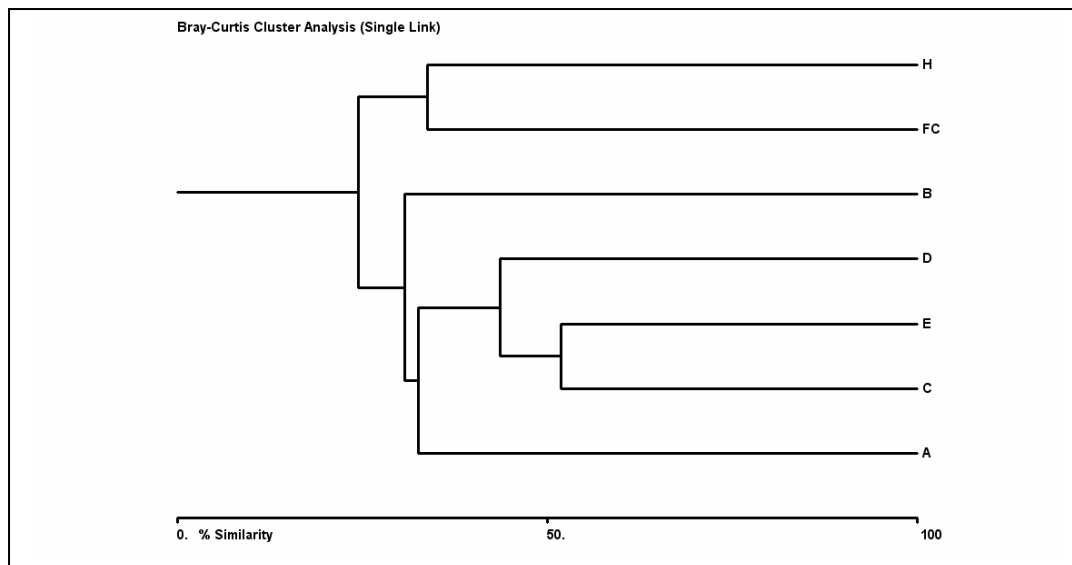 Bray-Curtis Cluster Analysis (Single Link)
H
FC
B
D
E
C
A
0. % Similarity 50. 100